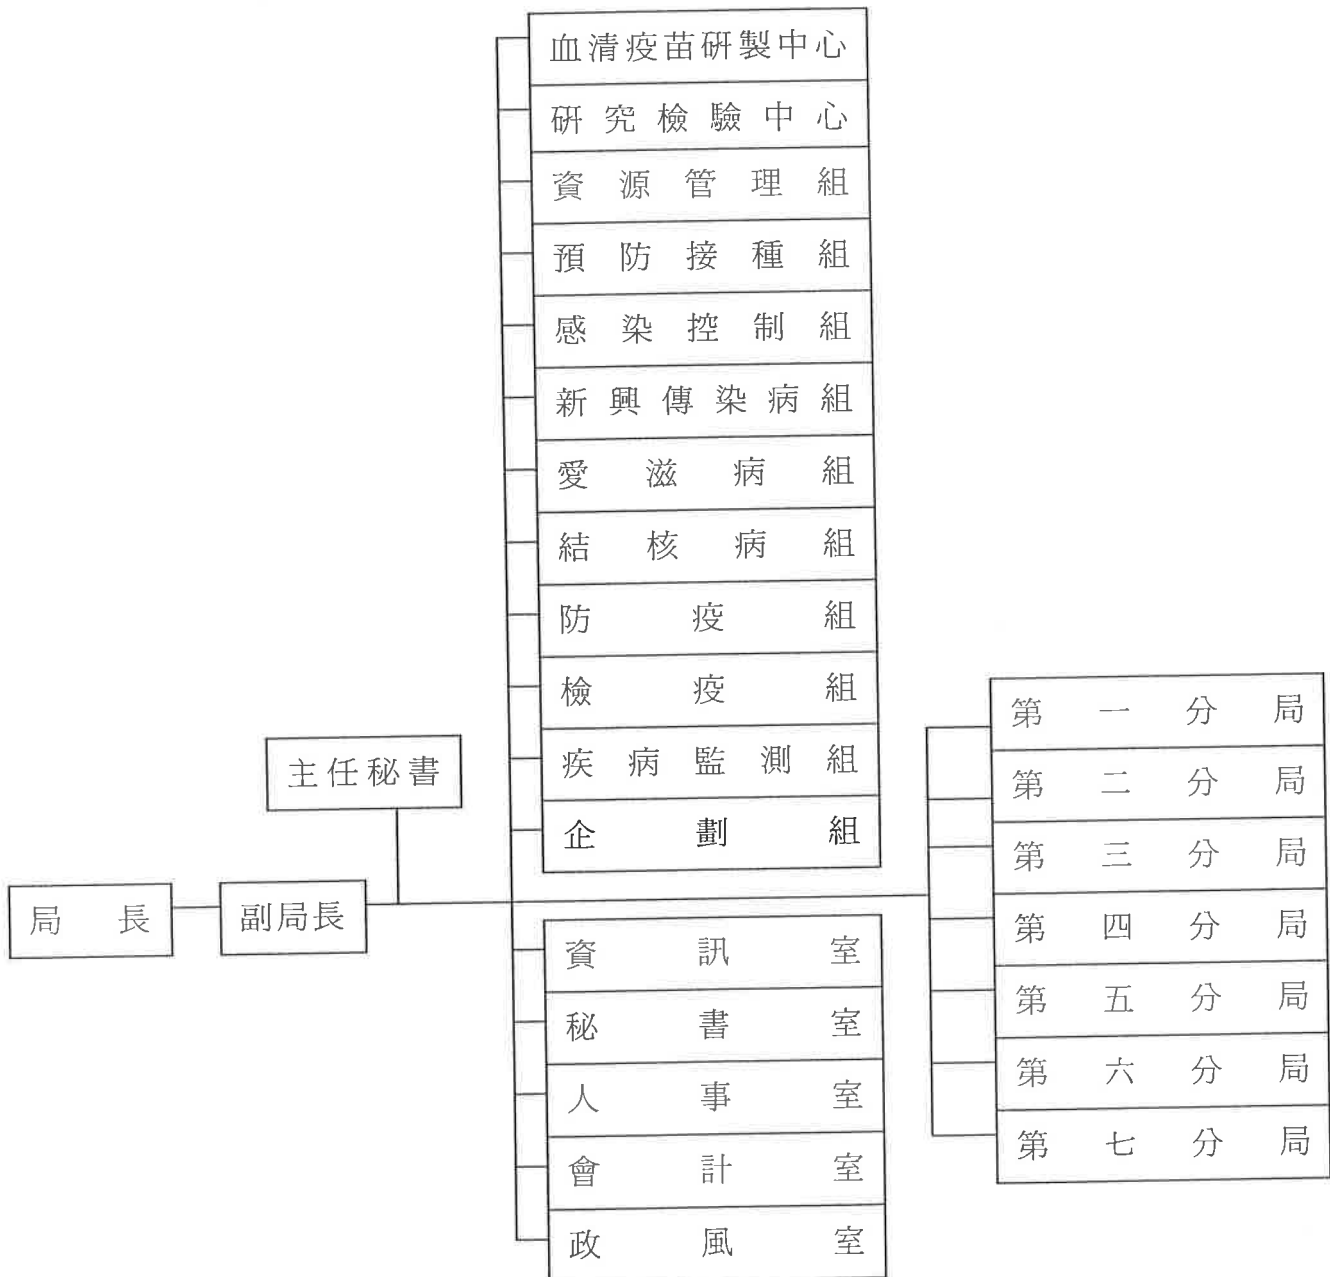 血清疫苗研製中心
研究檢驗中心
資源管理組
預防接種組
感染控制組
新興傳染病組
愛滋病組
結核病組
防疫組
檢疫組
疾病監測組
企劃組
主任秘書
局長
副局長
資訊室
秘書室
人事室
會計室
政風室
第一分局
第二分局
第三分局
第四分局
第五分局
第六分局
第七分局